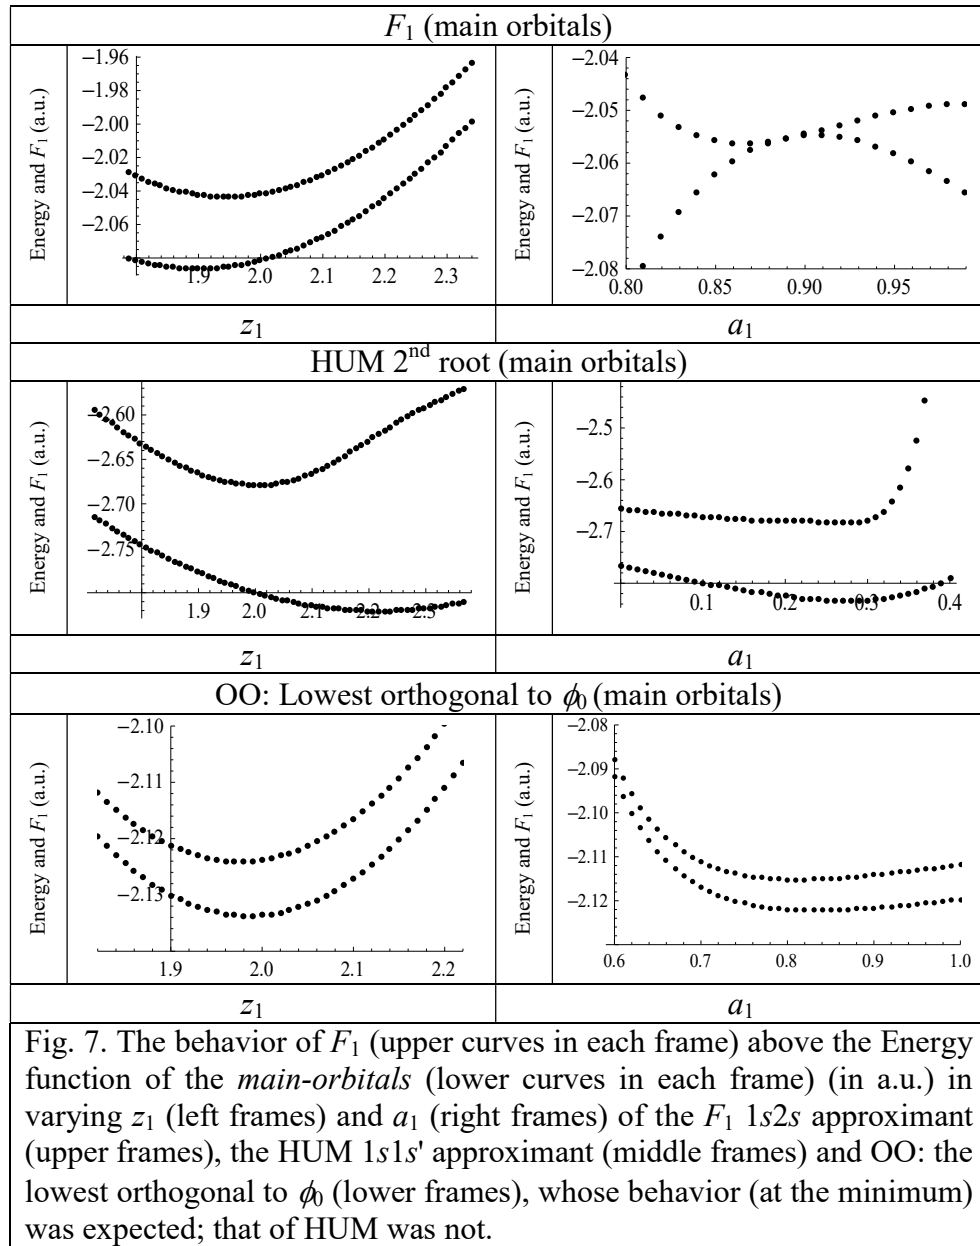 F₁ (main orbitals)
Energy and F₁ (a.u.)
−1.96
−1.98
−2.00
−2.02
−2.04
−2.06
1.9 2.0 2.1 2.2 2.3
Energy and F₁ (a.u.)
−2.04
−2.05
−2.06
−2.07
−2.08
0.80 0.85 0.90 0.95
z₁ a₁
HUM 2ⁿᵈ root (main orbitals)
Energy and F₁ (a.u.)
−2.60
−2.65
−2.70
−2.75
1.9 2.0 2.1 2.2 2.3
Energy and F₁ (a.u.)
−2.5
−2.6
−2.7
0.1 0.2 0.3 0.4
z₁ a₁
OO: Lowest orthogonal to ϕ₀ (main orbitals)
Energy and F₁ (a.u.)
−2.10
−2.11
−2.12
−2.13
1.9 2.0 2.1 2.2
Energy and F₁ (a.u.)
−2.08
−2.09
−2.10
−2.11
−2.12
0.6 0.7 0.8 0.9 1.0
z₁ a₁
Fig. 7. The behavior of F₁ (upper curves in each frame) above the Energy
function of the main-orbitals (lower curves in each frame) (in a.u.) in
varying z₁ (left frames) and a₁ (right frames) of the F₁ 1s2s approximant
(upper frames), the HUM 1s1s' approximant (middle frames) and OO: the
lowest orthogonal to ϕ₀ (lower frames), whose behavior (at the minimum)
was expected; that of HUM was not.